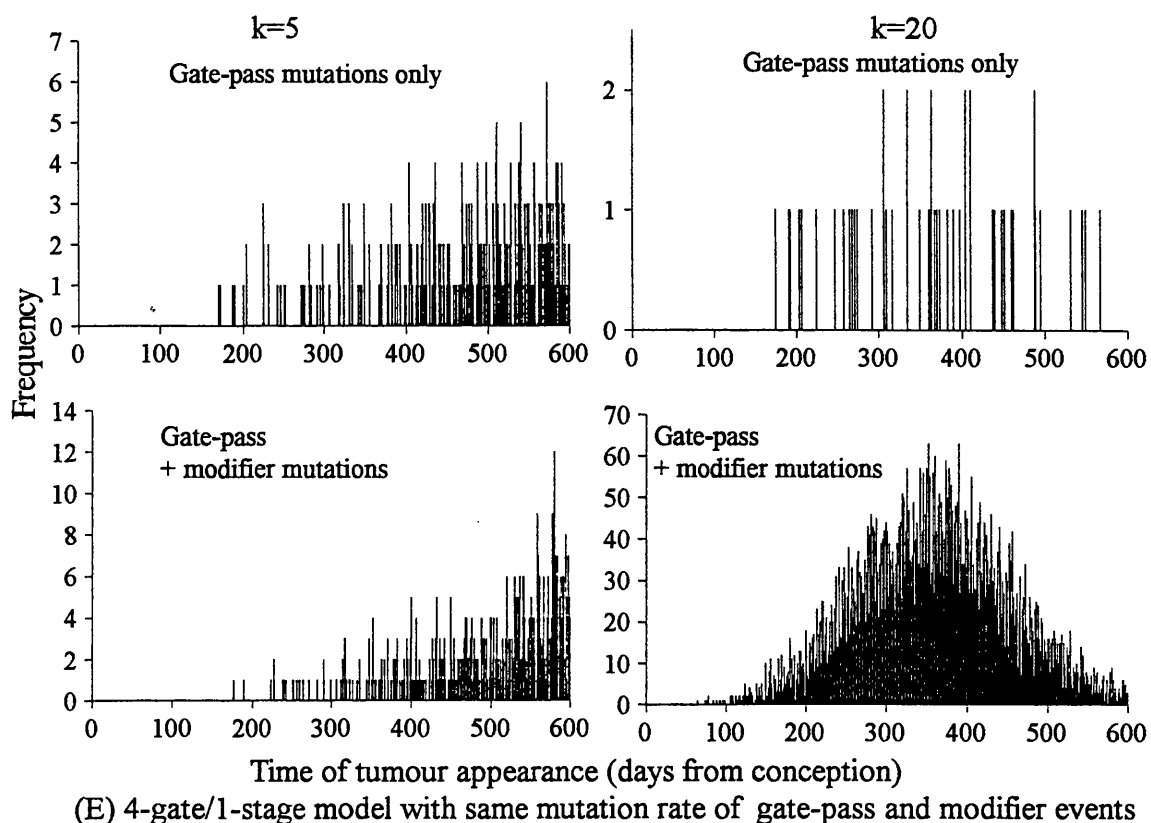 k=5
Gate-pass mutations only
7
6
5
4
3
2
1
0
0 100 200 300 400 500 600
k=20
Gate-pass mutations only
2
1
0
0 100 200 300 400 500 600
Frequency
Gate-pass
+ modifier mutations
14
12
10
8
6
4
2
0
0 100 200 300 400 500 600
Gate-pass
+ modifier mutations
70
60
50
40
30
20
10
0
0 100 200 300 400 500 600
Time of tumour appearance (days from conception)
(E) 4-gate/1-stage model with same mutation rate of gate-pass and modifier events